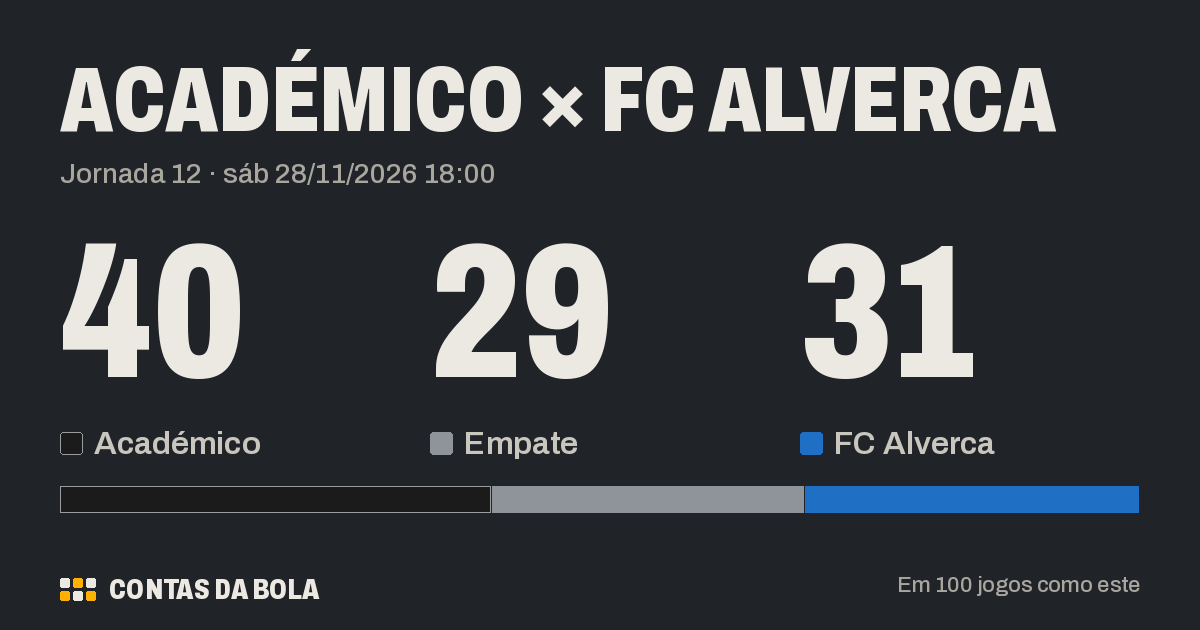 ACADÉMICO × FC ALVERCA
Jornada 12 · sáb 28/11/2026 18:00
40 29 31
Académico Empate FC Alverca
CONTAS DA BOLA
Em 100 jogos como este